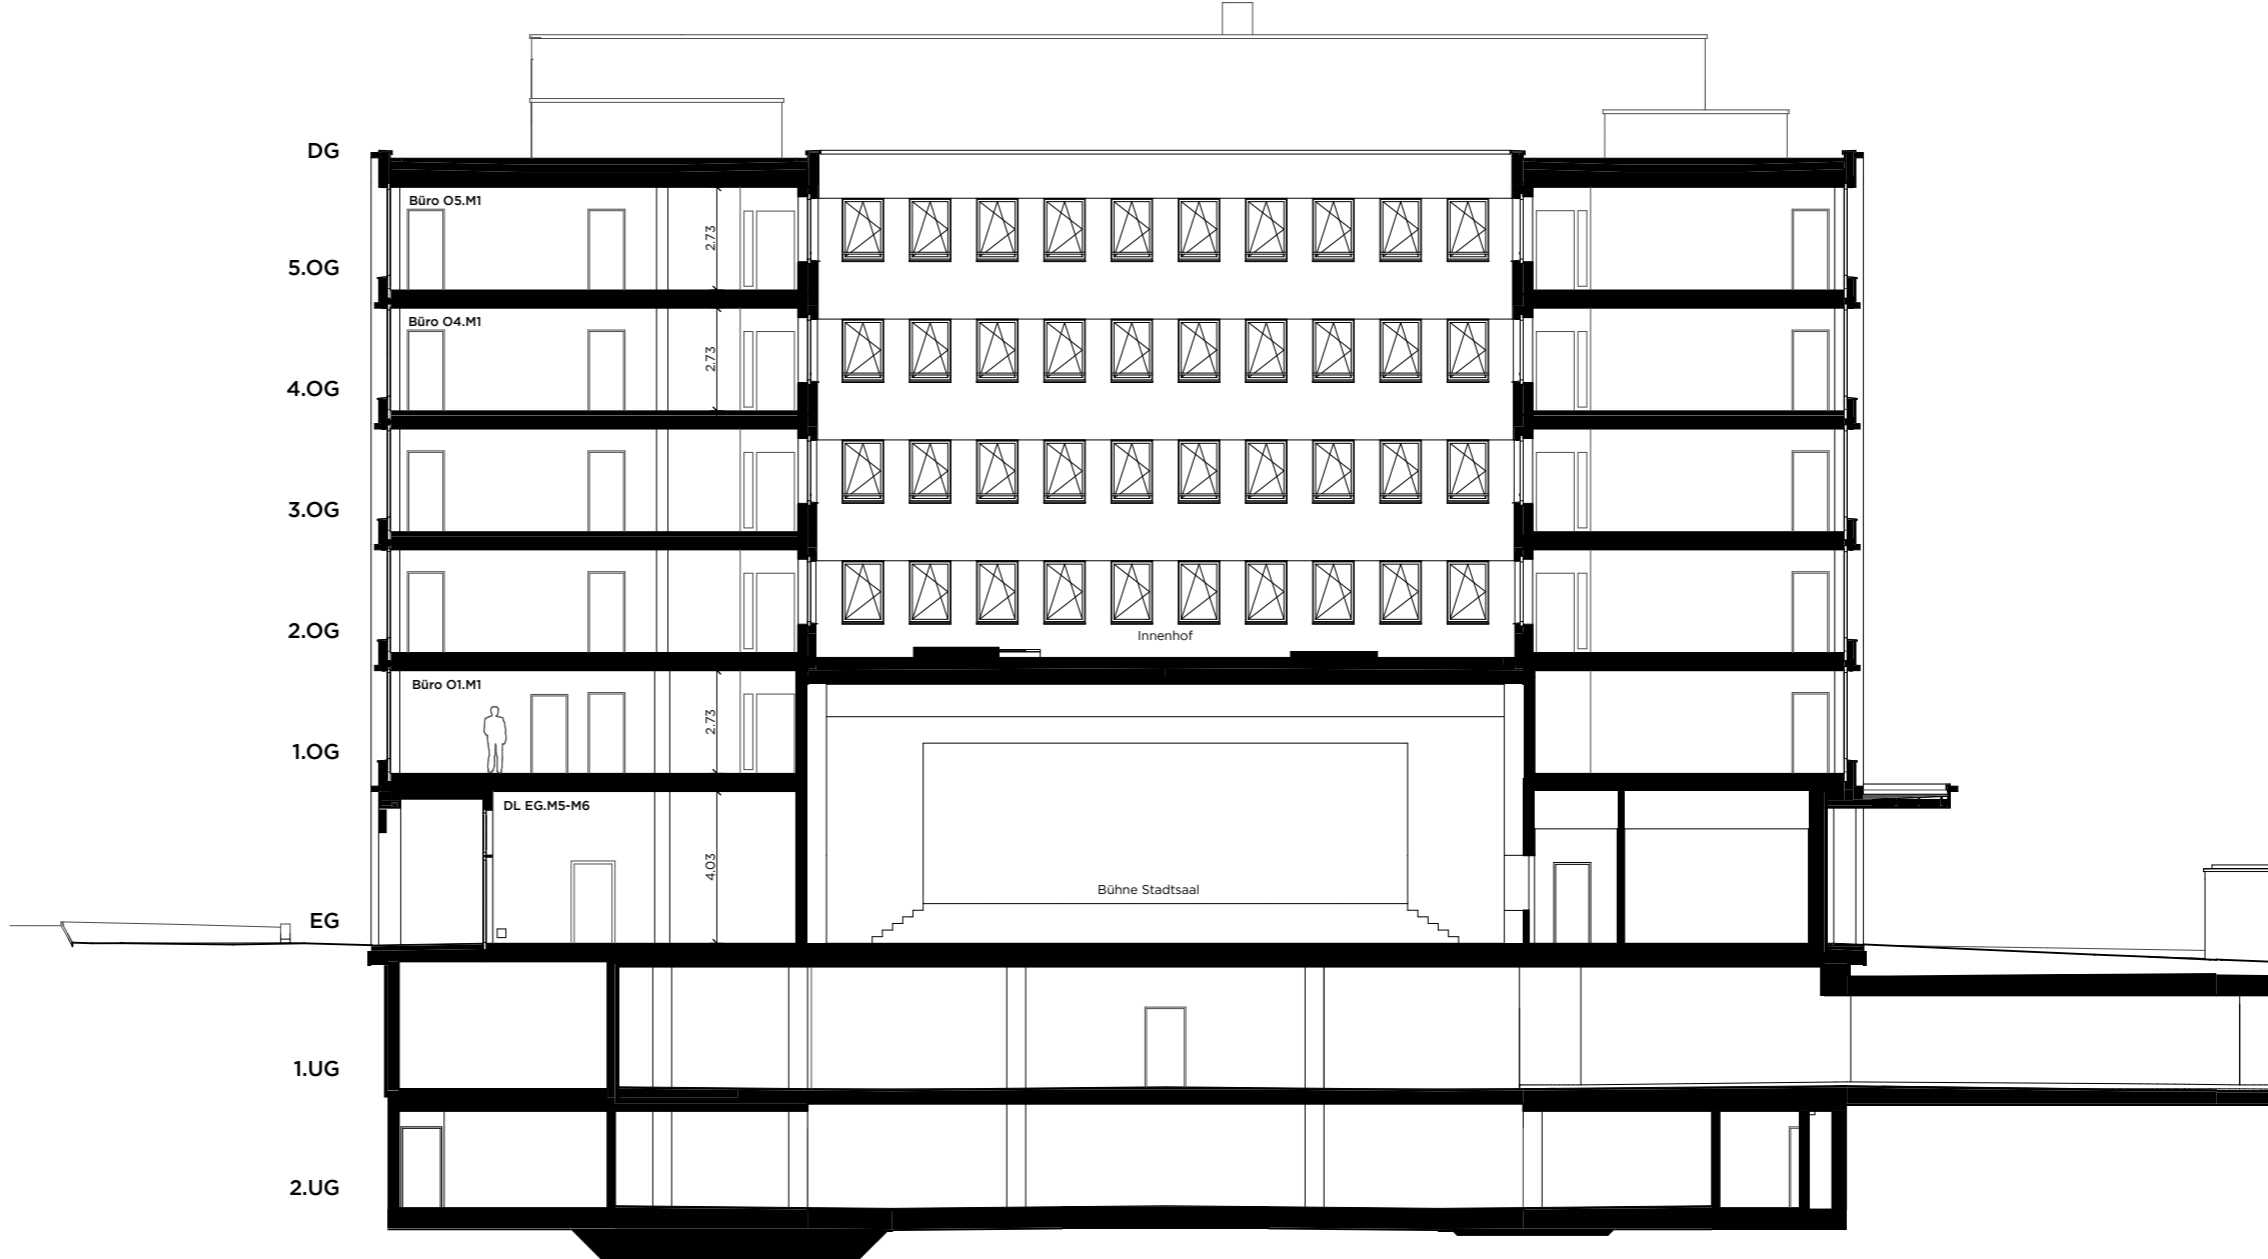 DG
Büro O5.M1
2.73
5.OG
Büro O4.M1
2.73
4.OG
3.OG
2.OG
Innenhof
Büro O1.M1
2.73
1.OG
DL EG.M5-M6
4.03
Bühne Stadtsaal
EG
1.UG
2.UG